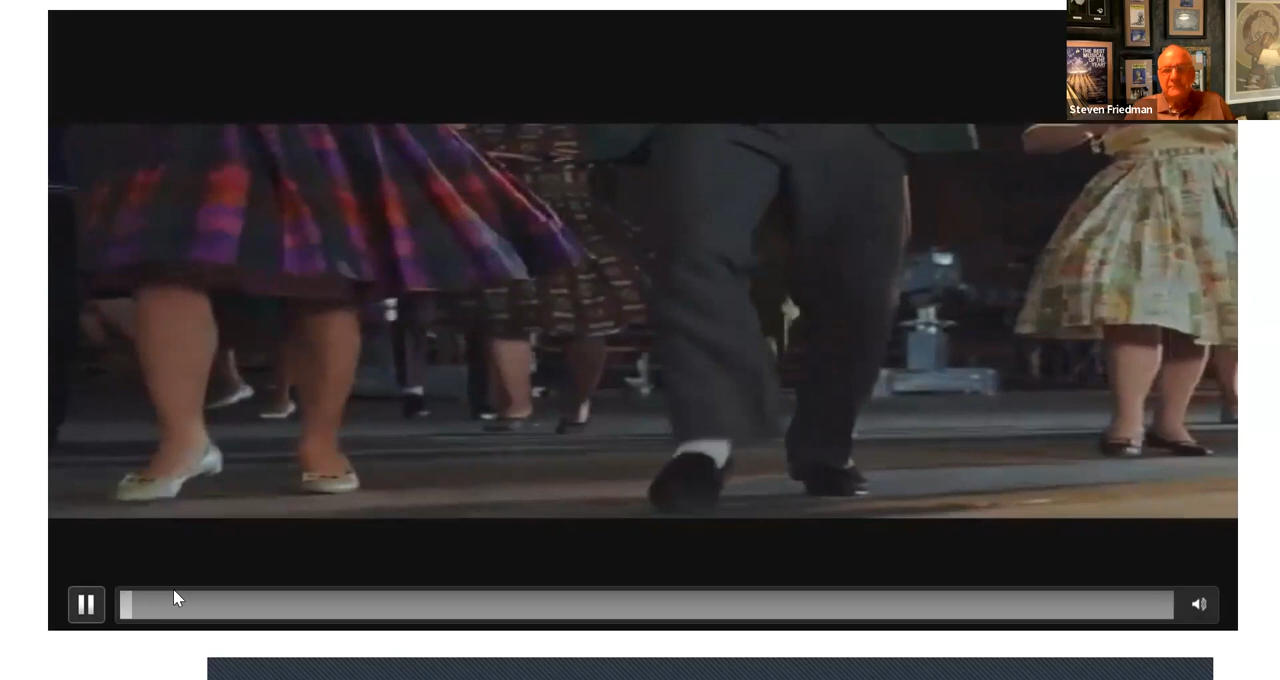 THE BEST
MUSICAL
OF THE
YEAR!
Steven Friedman